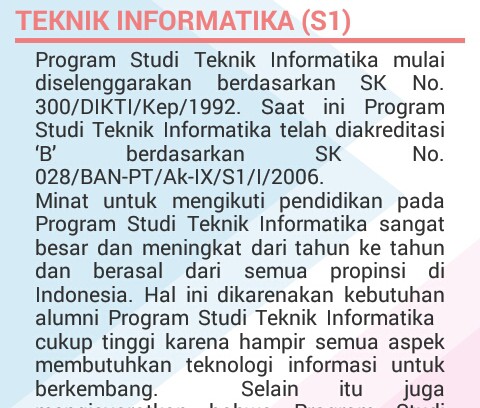 TEKNIK INFORMATIKA (S1)
Program Studi Teknik Informatika mulai
diselenggarakan berdasarkan SK No.
300/DIKTI/Kep/1992. Saat ini Program
Studi Teknik Informatika telah diakreditasi
‘B’ berdasarkan SK No.
028/BAN-PT/Ak-IX/S1/I/2006.
Minat untuk mengikuti pendidikan pada
Program Studi Teknik Informatika sangat
besar dan meningkat dari tahun ke tahun
dan berasal dari semua propinsi di
Indonesia. Hal ini dikarenakan kebutuhan
alumni Program Studi Teknik Informatika
cukup tinggi karena hampir semua aspek
membutuhkan teknologi informasi untuk
berkembang. Selain itu juga